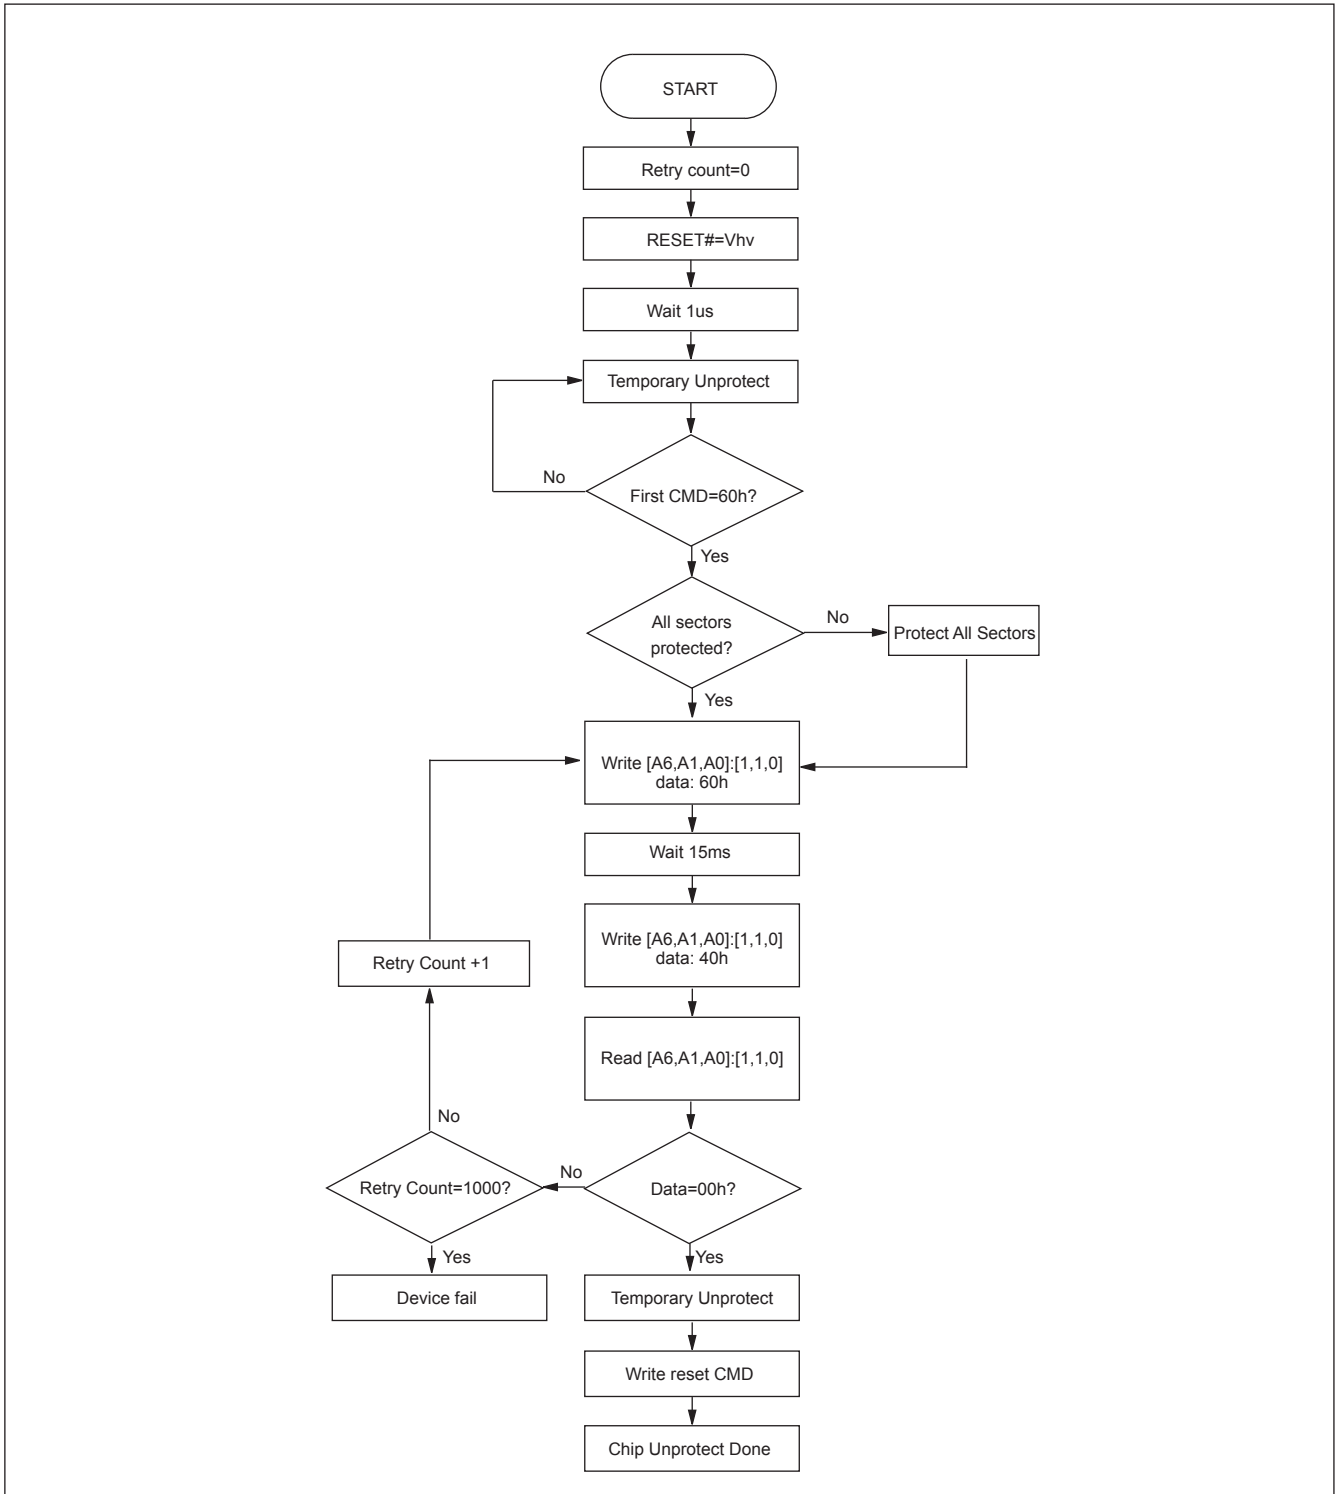 START
Retry count=0
RESET#=Vhv
Wait 1us
Temporary Unprotect
No
First CMD=60h?
Yes
All sectors
protected?
No
Protect All Sectors
Yes
Write [A6,A1,A0]:[1,1,0]
data: 60h
Wait 15ms
Write [A6,A1,A0]:[1,1,0]
data: 40h
Retry Count +1
Read [A6,A1,A0]:[1,1,0]
No
Retry Count=1000?
No
Data=00h?
Yes
Yes
Device fail
Temporary Unprotect
Write reset CMD
Chip Unprotect Done